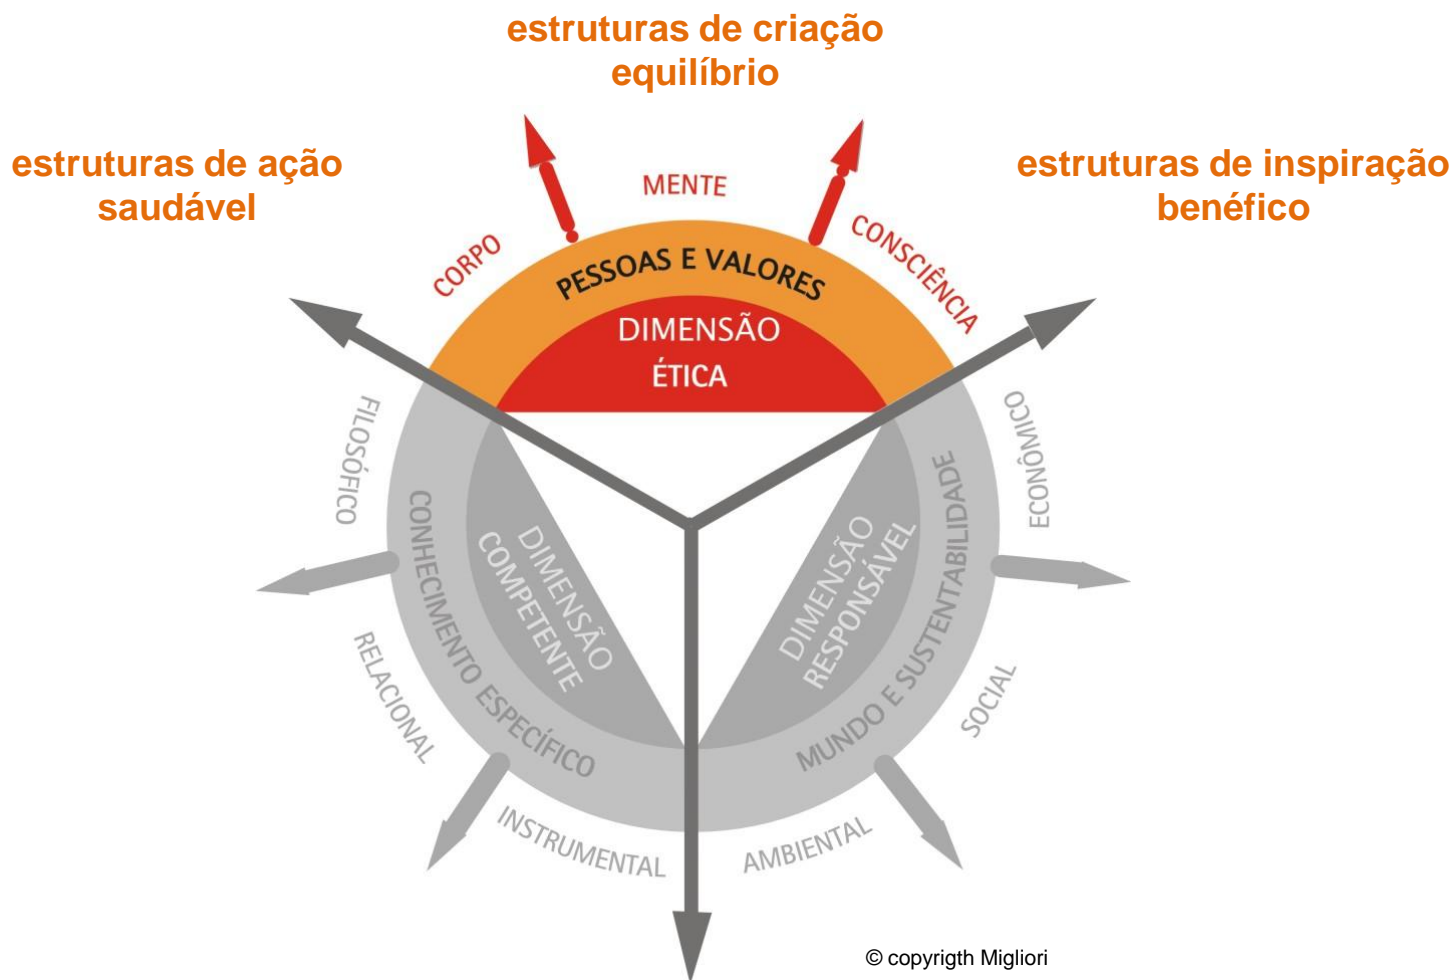 estruturas de criação
equilíbrio
estruturas de ação
saudável
estruturas de inspiração
benéfico
MENTE
CORPO
CONSCIÊNCIA
PESSOAS E VALORES
DIMENSÃO
ÉTICA
FILOSÓFICO
ECONÔMICO
CONHECIMENTO ESPECÍFICO
DIMENSÃO
COMPETENTE
DIMENSÃO
RESPONSÁVEL
MUNDO E SUSTENTABILIDADE
RELACIONAL
SOCIAL
INSTRUMENTAL
AMBIENTAL
© copyrigth Migliori